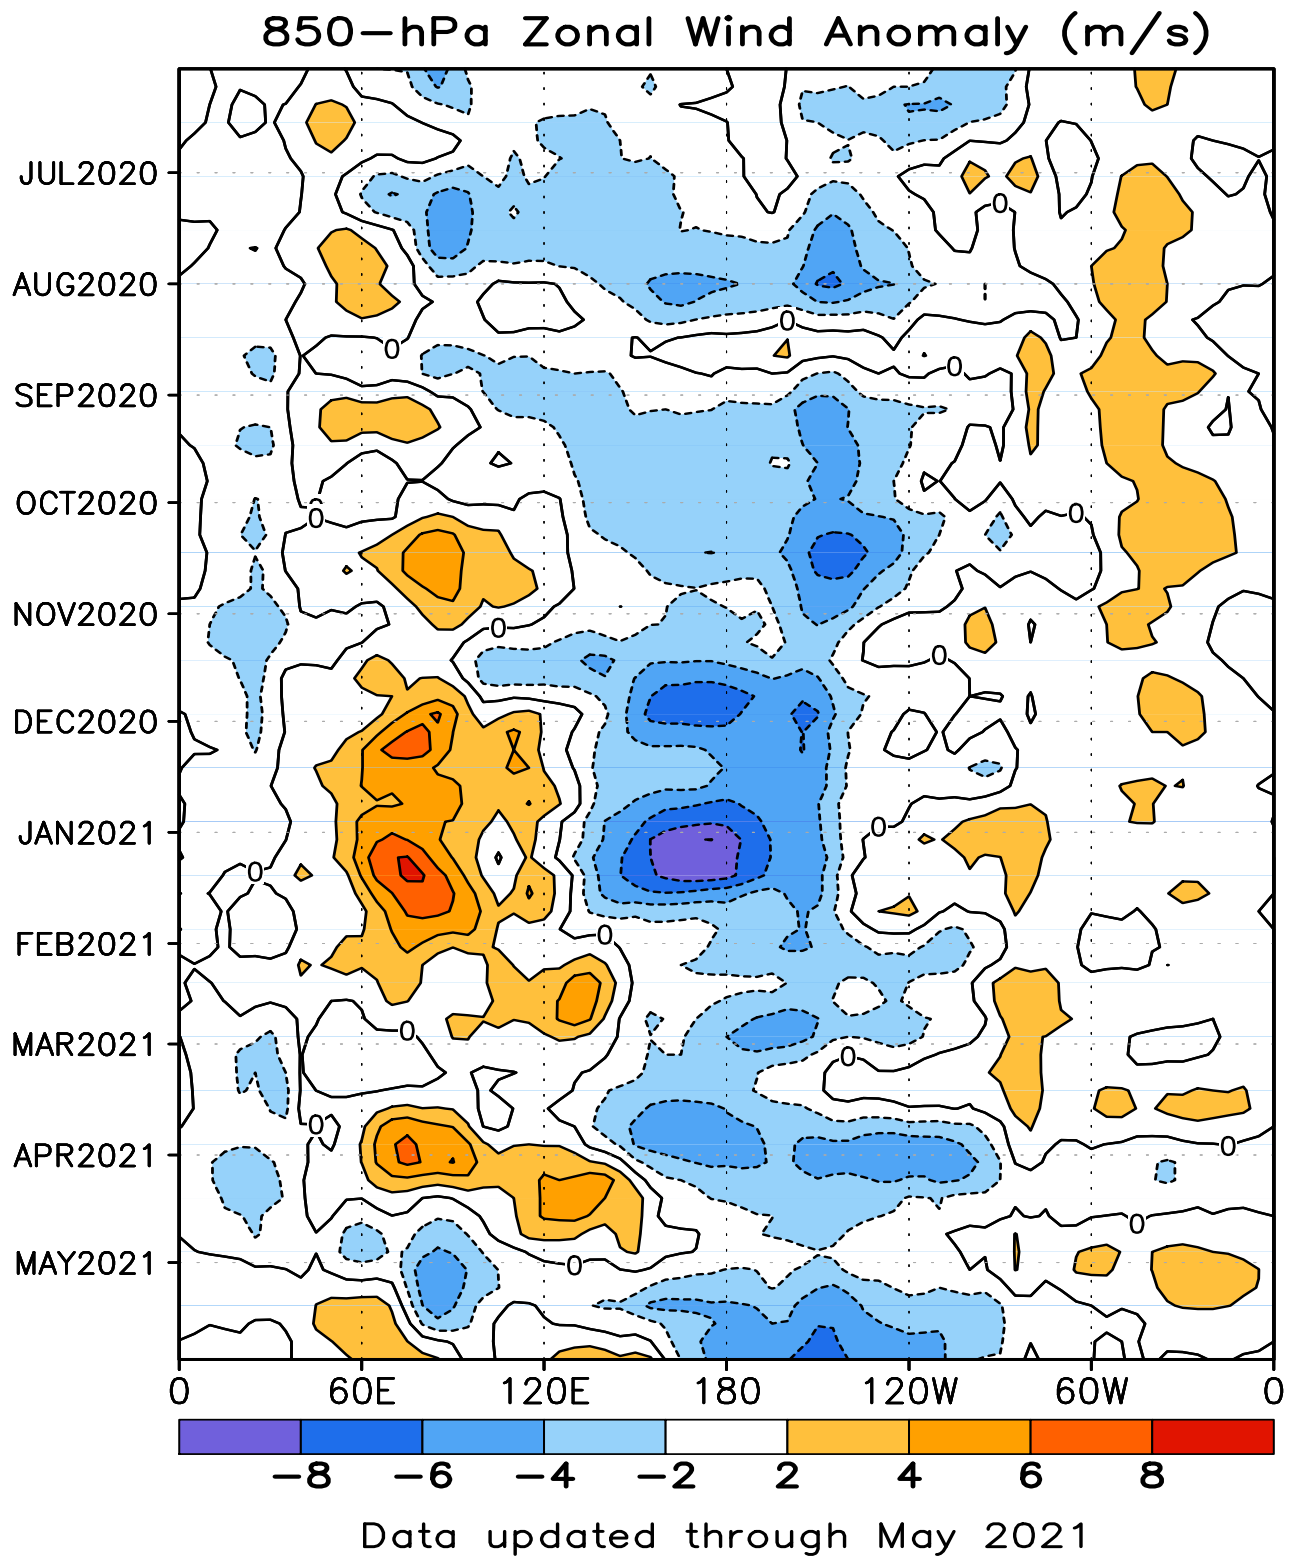 850-hPa Zonal Wind Anomaly (m/s)
JUL2020
0
AUG2020
0
0
0
SEP2020
OCT2020
0
0
0
NOV2020
0
0
DEC2020
JAN2021
0
0
FEB2021
0
MAR2021
0
0
APR2021
0
0
MAY2021
0
0
0 60E 120E 180 120W 60W 0
-8 -6 -4 -2 2 4 6 8
Data updated through May 2021